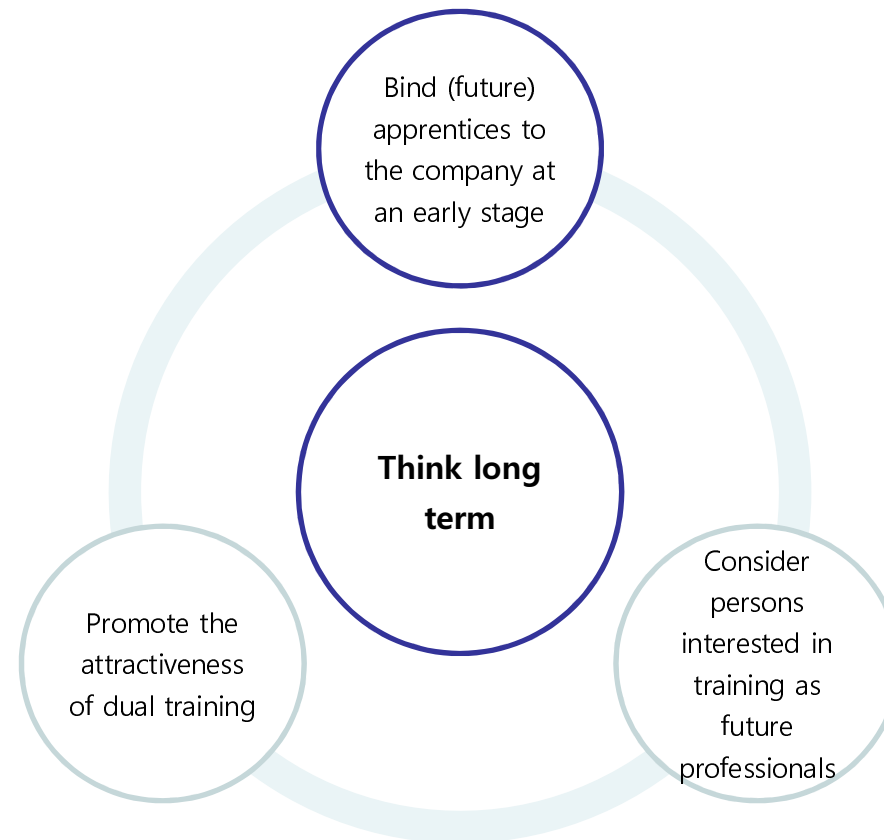 Bind (future)
apprentices to
the company at
an early stage
Think long
term
Promote the
attractiveness
of dual training
Consider
persons
interested in
training as
future
professionals